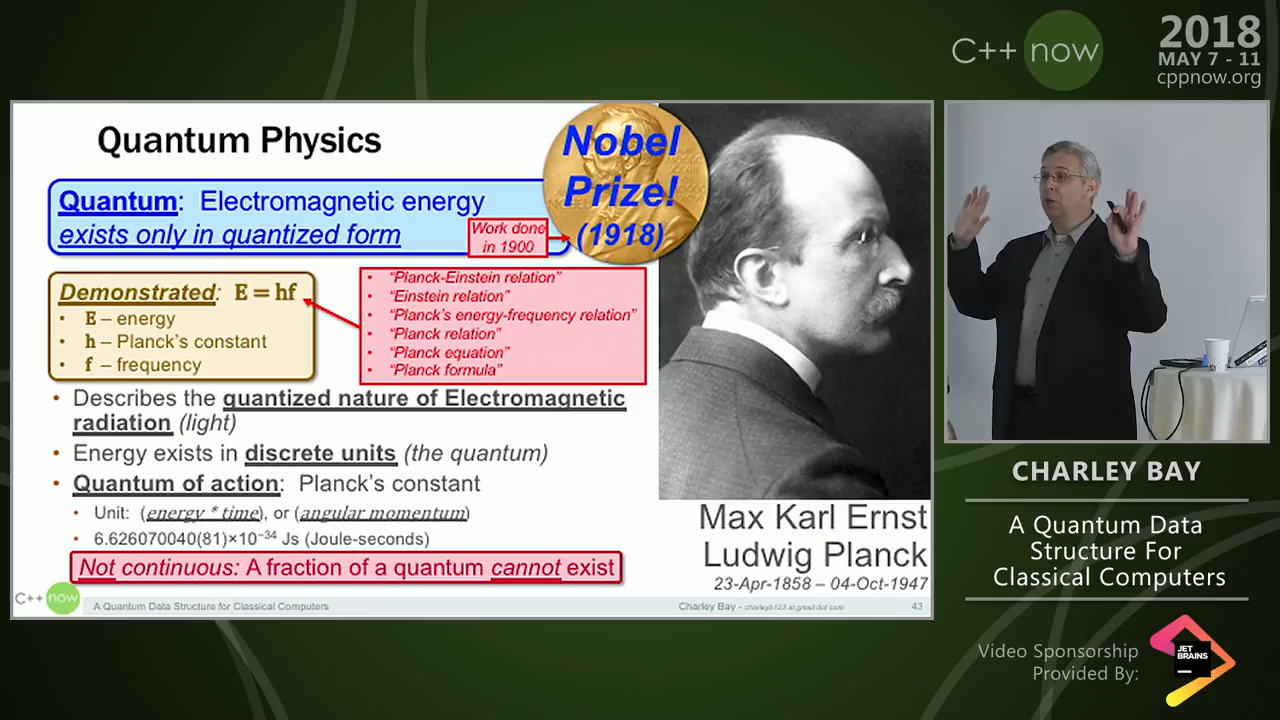 C++ now
2018
MAY 7 - 11
cppnow.org
Quantum Physics
Nobel
Prize!
(1918)
Quantum: Electromagnetic energy
exists only in quantized form
Work done
in 1900
Demonstrated: E = hf
• E – energy
• h – Planck's constant
• f – frequency
• "Planck-Einstein relation"
• "Einstein relation"
• "Planck's energy-frequency relation"
• "Planck relation"
• "Planck equation"
• "Planck formula"
• Describes the quantized nature of Electromagnetic
radiation (light)
• Energy exists in discrete units (the quantum)
• Quantum of action: Planck's constant
• Unit: (energy * time), or (angular momentum)
• 6.626070040(81)×10⁻³⁴ Js (Joule-seconds)
Not continuous: A fraction of a quantum cannot exist
Max Karl Ernst
Ludwig Planck
23-Apr-1858 – 04-Oct-1947
C++ now
A Quantum Data Structure for Classical Computers
Charley Bay - charleyb123 at gmail dot com
43
CHARLEY BAY
A Quantum Data
Structure For
Classical Computers
Video Sponsorship
Provided By:
JET
BRAINS